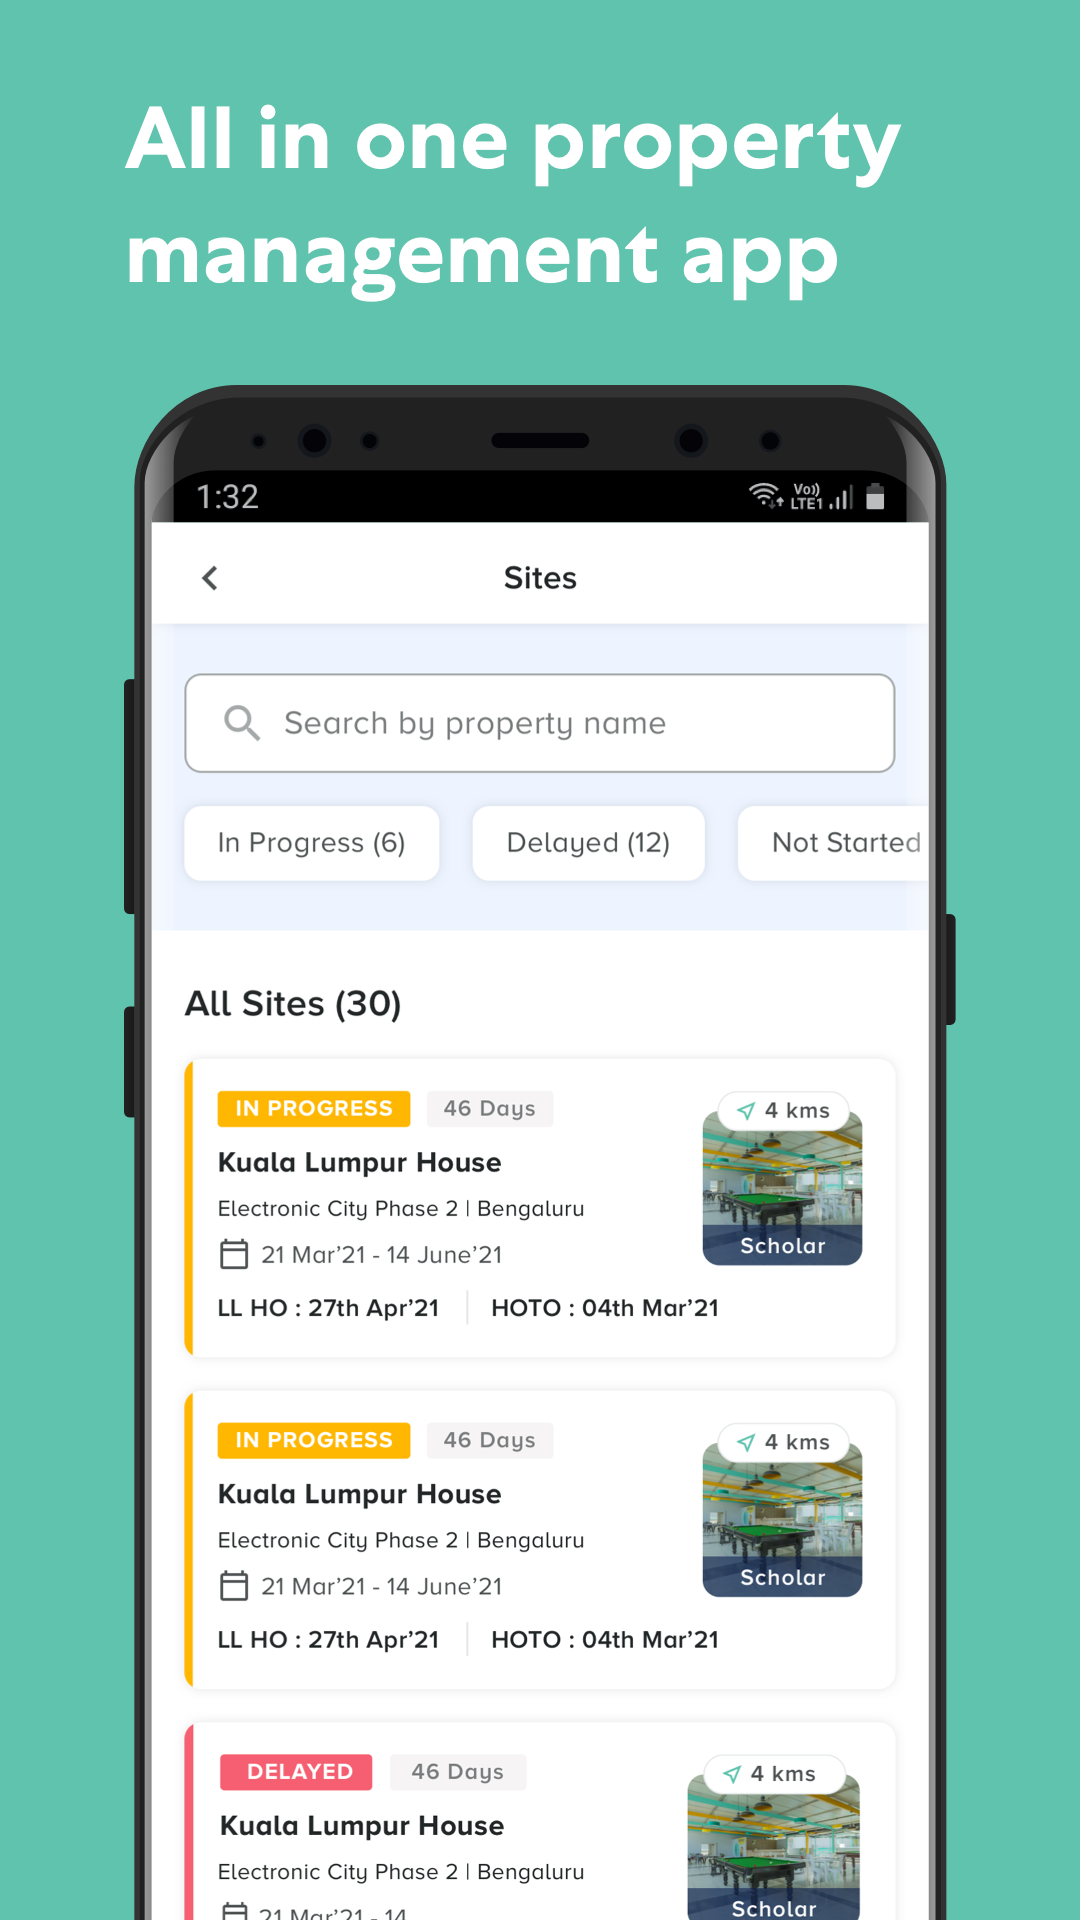 All in one property
management app
1:32
Vo))
LTE1
Sites
Search by property name
In Progress (6)
Delayed (12)
Not Started
All Sites (30)
IN PROGRESS
46 Days
4 kms
Kuala Lumpur House
Electronic City Phase 2 | Bengaluru
Scholar
21 Mar’21 - 14 June’21
LL HO : 27th Apr’21
HOTO : 04th Mar’21
IN PROGRESS
46 Days
4 kms
Kuala Lumpur House
Electronic City Phase 2 | Bengaluru
Scholar
21 Mar’21 - 14 June’21
LL HO : 27th Apr’21
HOTO : 04th Mar’21
DELAYED
46 Days
4 kms
Kuala Lumpur House
Electronic City Phase 2 | Bengaluru
Scholar
21 Mar’21 - 14